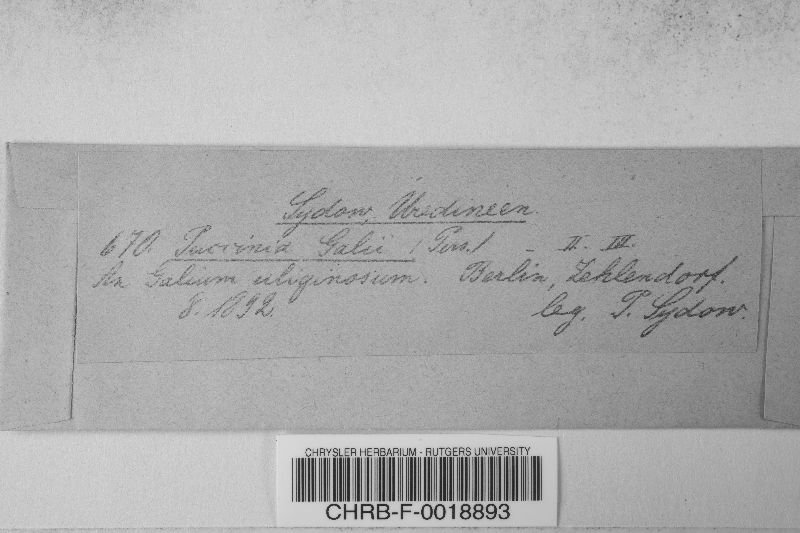 Sydow, Uredineen.
670. Puccinia Galii (Pers.) - II. III.
An Galium uliginosum. Berlin, Zehlendorf.
8. 1892. leg. P. Sydow.
CHRYSLER HERBARIUM - RUTGERS UNIVERSITY
CHRB-F-0018893